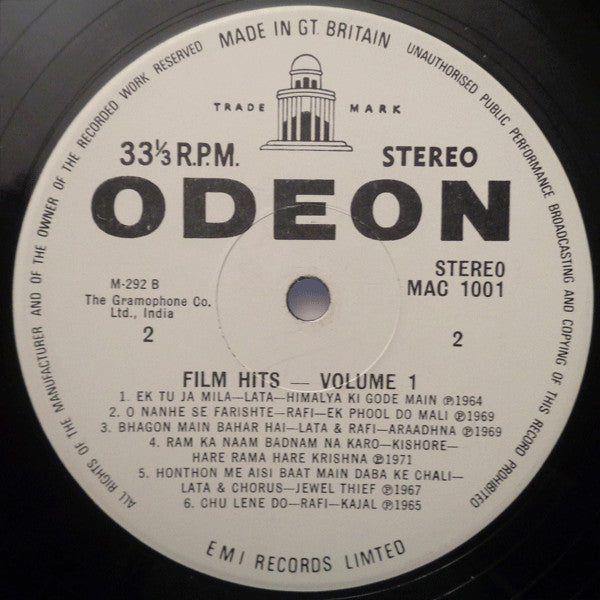 MADE IN GT. BRITAIN
UNAUTHORISED PUBLIC PERFORMANCE BROADCASTING AND COPYING OF THIS RECORD PROHIBITED
ALL RIGHTS OF THE MANUFACTURER AND OF THE OWNER OF THE RECORDED WORK RESERVED
TRADE MARK
33⅓ R.P.M. STEREO
ODEON
M-292 B
The Gramophone Co.
Ltd., India
2
STEREO
MAC 1001
2
FILM HiTS — VOLUME 1
1. EK TU JA MILA—LATA—HIMALYA KI GODE MAIN ℗1964
2. O NANHE SE FARISHTE—RAFI—EK PHOOL DO MALI ℗1969
3. BHAGON MAIN BAHAR HAI—LATA & RAFI—ARAADHNA ℗1969
4. RAM KA NAAM BADNAM NA KARO—KISHORE—
HARE RAMA HARE KRISHNA ℗1971
5. HONTHON ME AISI BAAT MAIN DABA KE CHALI—
LATA & CHORUS—JEWEL THIEF ℗1967
6. CHU LENE DO—RAFI—KAJAL ℗1965
EMI RECORDS LIMTED